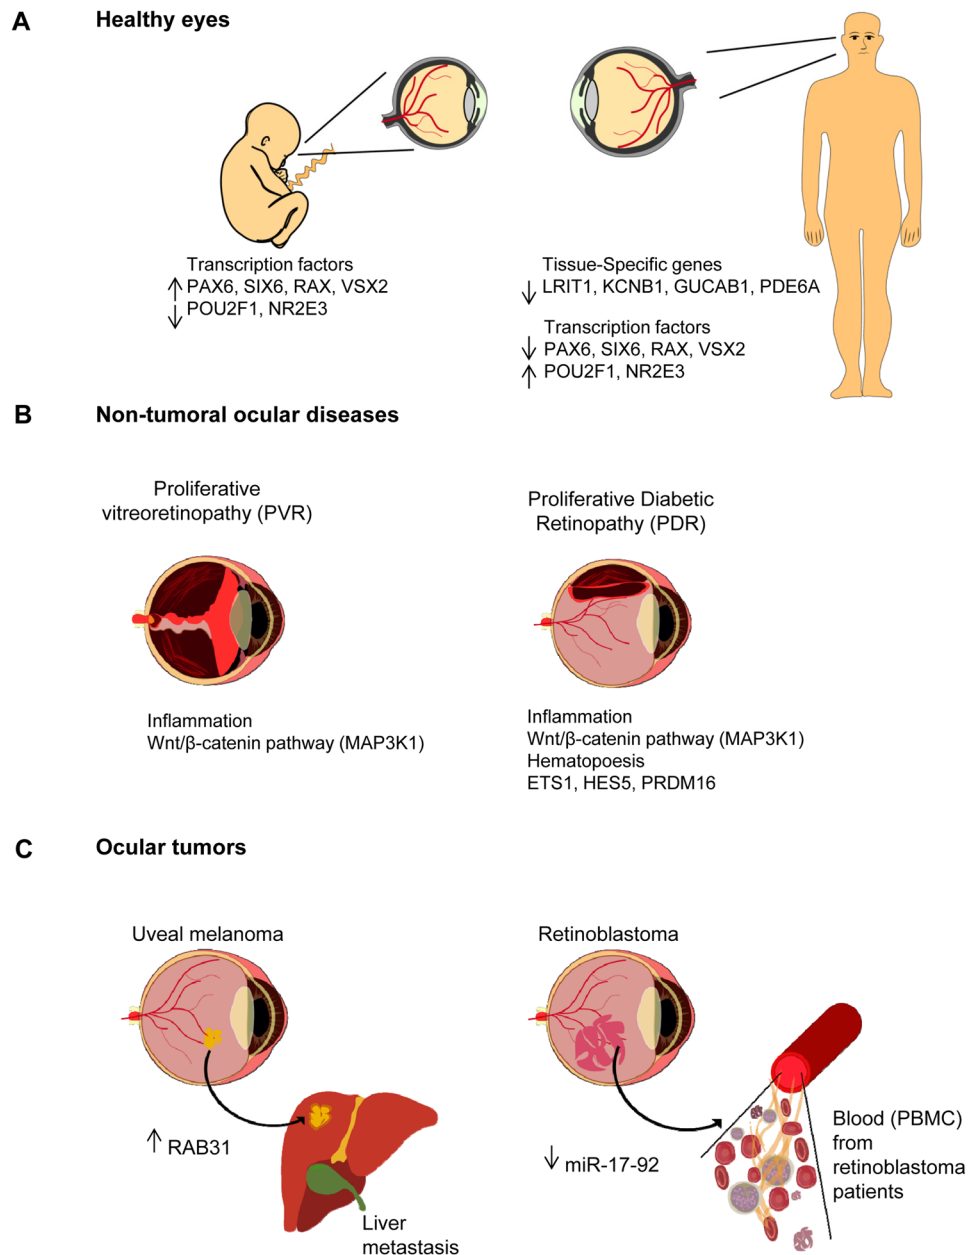 A
Healthy eyes
Transcription factors
↑ PAX6, SIX6, RAX, VSX2
↓ POU2F1, NR2E3
Tissue-Specific genes
↓ LRIT1, KCNB1, GUCAB1, PDE6A
Transcription factors
↓ PAX6, SIX6, RAX, VSX2
↑ POU2F1, NR2E3
B
Non-tumoral ocular diseases
Proliferative
vitreoretinopathy (PVR)
Inflammation
Wnt/β-catenin pathway (MAP3K1)
Proliferative Diabetic
Retinopathy (PDR)
Inflammation
Wnt/β-catenin pathway (MAP3K1)
Hematopoesis
ETS1, HES5, PRDM16
C
Ocular tumors
Uveal melanoma
↑ RAB31
Liver
metastasis
Retinoblastoma
↓ miR-17-92
Blood (PBMC)
from
retinoblastoma
patients